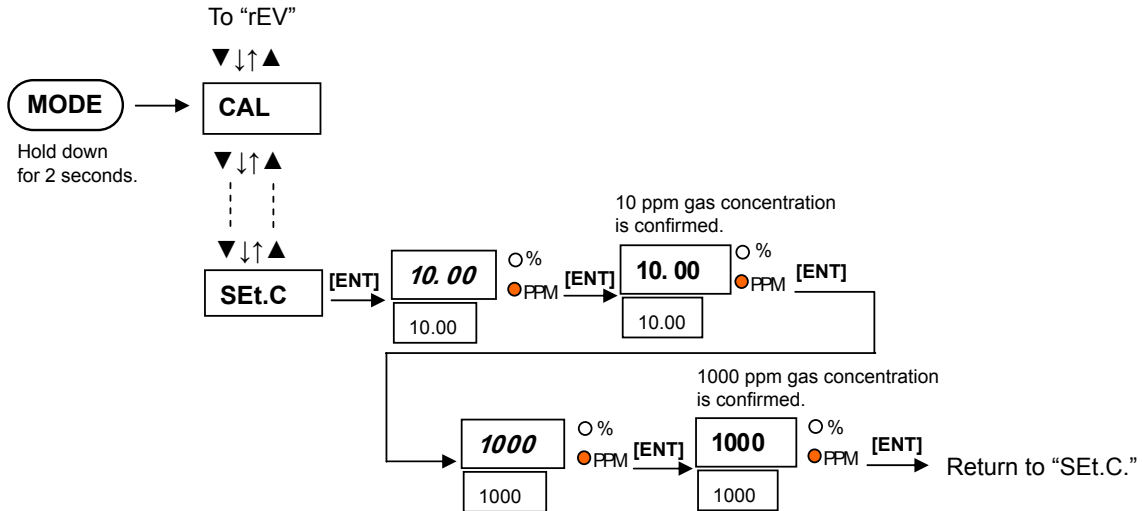 To “rEV”
▼↓↑▲
MODE
CAL
Hold down
for 2 seconds.
▼↓↑▲
▼↓↑▲
SEt.C
[ENT]
10. 00
%
PPM
10.00
[ENT]
10 ppm gas concentration
is confirmed.
10. 00
%
PPM
10.00
[ENT]
1000
%
PPM
1000
[ENT]
1000 ppm gas concentration
is confirmed.
1000
%
PPM
1000
[ENT]
Return to “SEt.C.”